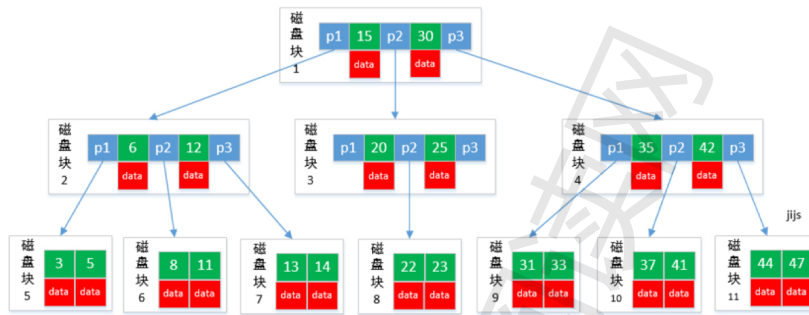 磁盘块1
p1 15 p2 30 p3
data data
磁盘块2
p1 6 p2 12 p3
data data
磁盘块3
p1 20 p2 25 p3
data data
磁盘块4
p1 35 p2 42 p3
data data
jijs
磁盘块5
3 5
data data
磁盘块6
8 11
data data
磁盘块7
13 14
data data
磁盘块8
22 23
data data
磁盘块9
31 33
data data
磁盘块10
37 41
data data
磁盘块11
44 47
data data